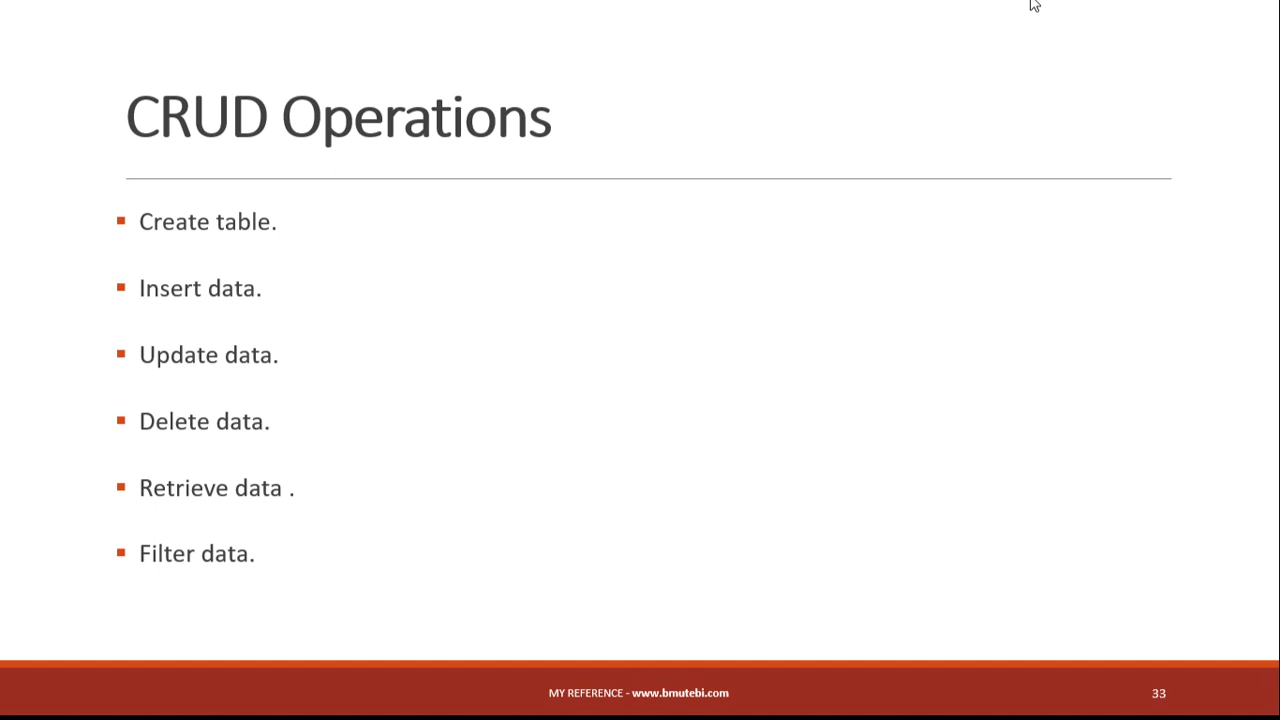 CRUD Operations
Create table.
Insert data.
Update data.
Delete data.
Retrieve data .
Filter data.
MY REFERENCE - www.bmutebi.com
33